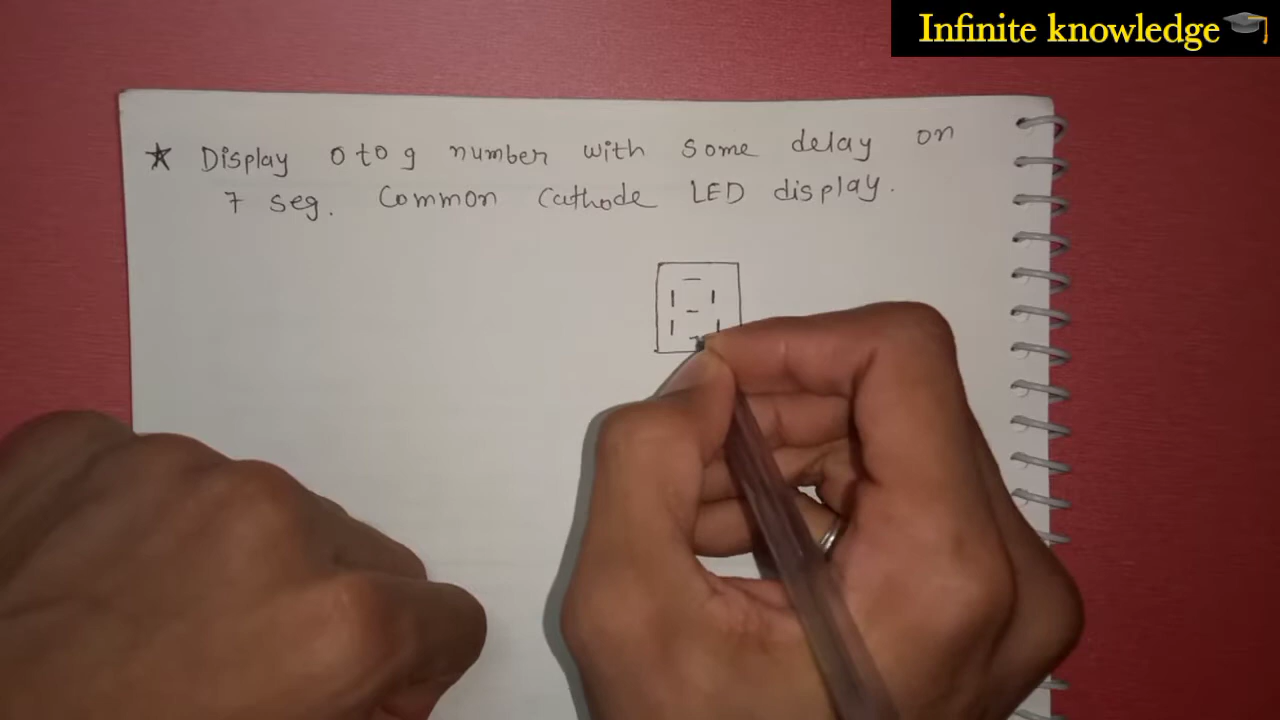 Infinite knowledge
★ Display 0 to 9 number with some delay on
7 seg. Common Cathode LED display.